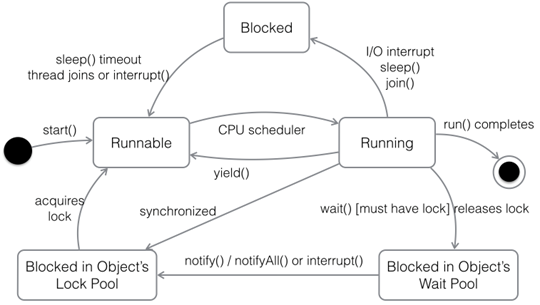 Blocked
sleep() timeout
thread joins or interrupt()
I/O interrupt
sleep()
join()
start()
Runnable
CPU scheduler
Running
run() completes
yield()
acquires
lock
synchronized
wait() [must have lock] releases lock
Blocked in Object's
Lock Pool
notify() / notifyAll() or interrupt()
Blocked in Object's
Wait Pool